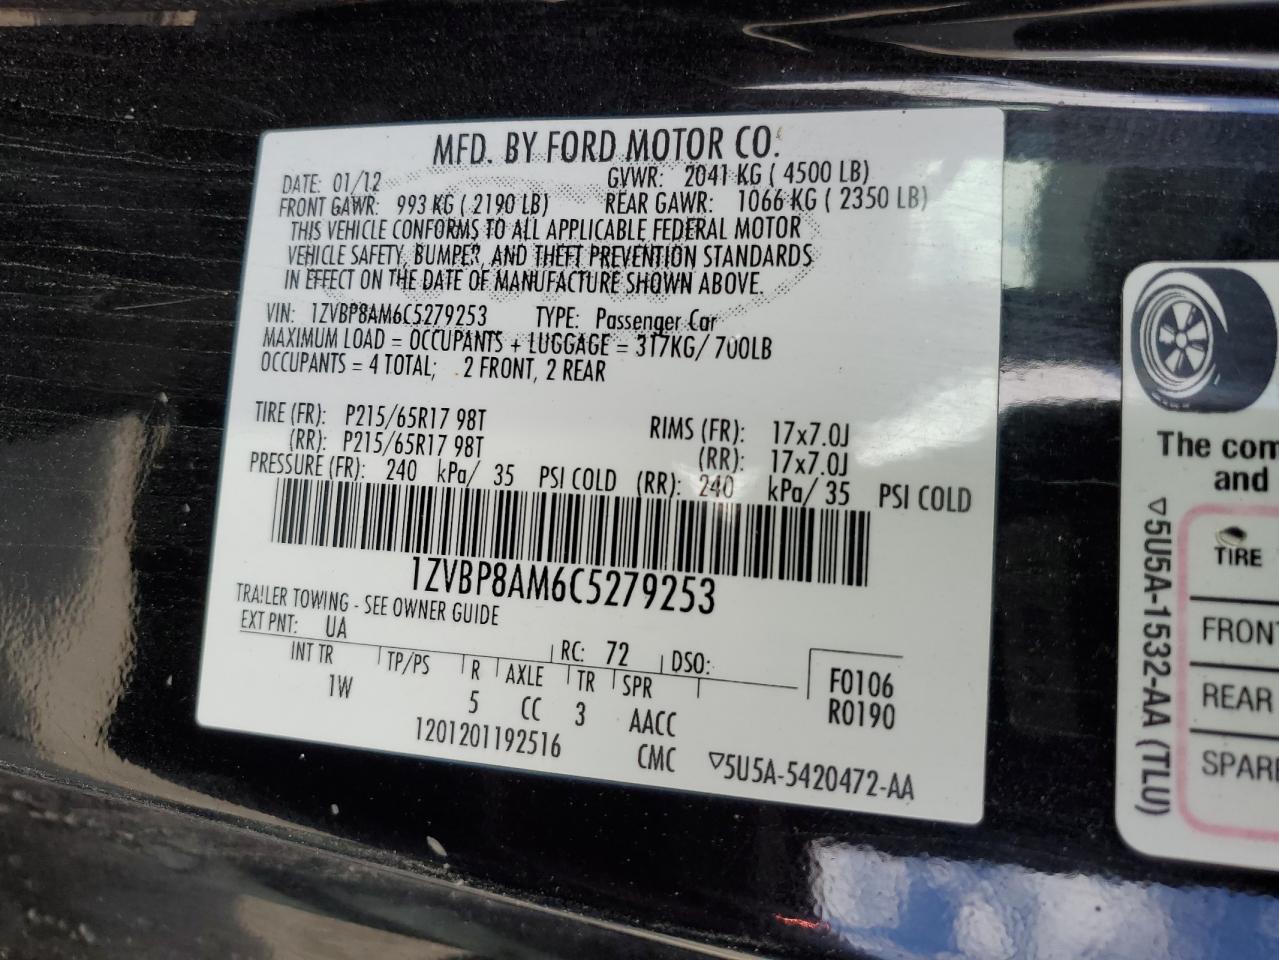 MFD. BY FORD MOTOR CO.
DATE: 01/12 GVWR: 2041 KG ( 4500 LB)
FRONT GAWR: 993 KG ( 2190 LB) REAR GAWR: 1066 KG ( 2350 LB)
THIS VEHICLE CONFORMS TO ALL APPLICABLE FEDERAL MOTOR
VEHICLE SAFETY, BUMPER, AND THEFT PREVENTION STANDARDS
IN EFFECT ON THE DATE OF MANUFACTURE SHOWN ABOVE.
VIN: 1ZVBP8AM6C5279253 TYPE: Passenger Car
MAXIMUM LOAD = OCCUPANTS + LUGGAGE = 317KG/ 700LB
OCCUPANTS = 4 TOTAL; 2 FRONT, 2 REAR
TIRE (FR): P215/65R17 98T RIMS (FR): 17x7.0J
(RR): P215/65R17 98T (RR): 17x7.0J
PRESSURE (FR): 240 kPa/ 35 PSI COLD (RR): 240 kPa/ 35 PSI COLD
1ZVBP8AM6C5279253
TRAILER TOWING - SEE OWNER GUIDE
EXT PNT: UA RC: 72 DSO:
INT TR TP/PS R AXLE TR SPR F0106
1W 5 CC 3 AACC R0190
1201201192516 CMC ▽5U5A-5420472-AA
The com
and
TIRE
FRONT
REAR
SPARE
▽5U5A-1532-AA (TLU)